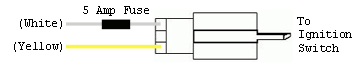 5 Amp Fuse
(White)
(Yellow)
To
Ignition
Switch